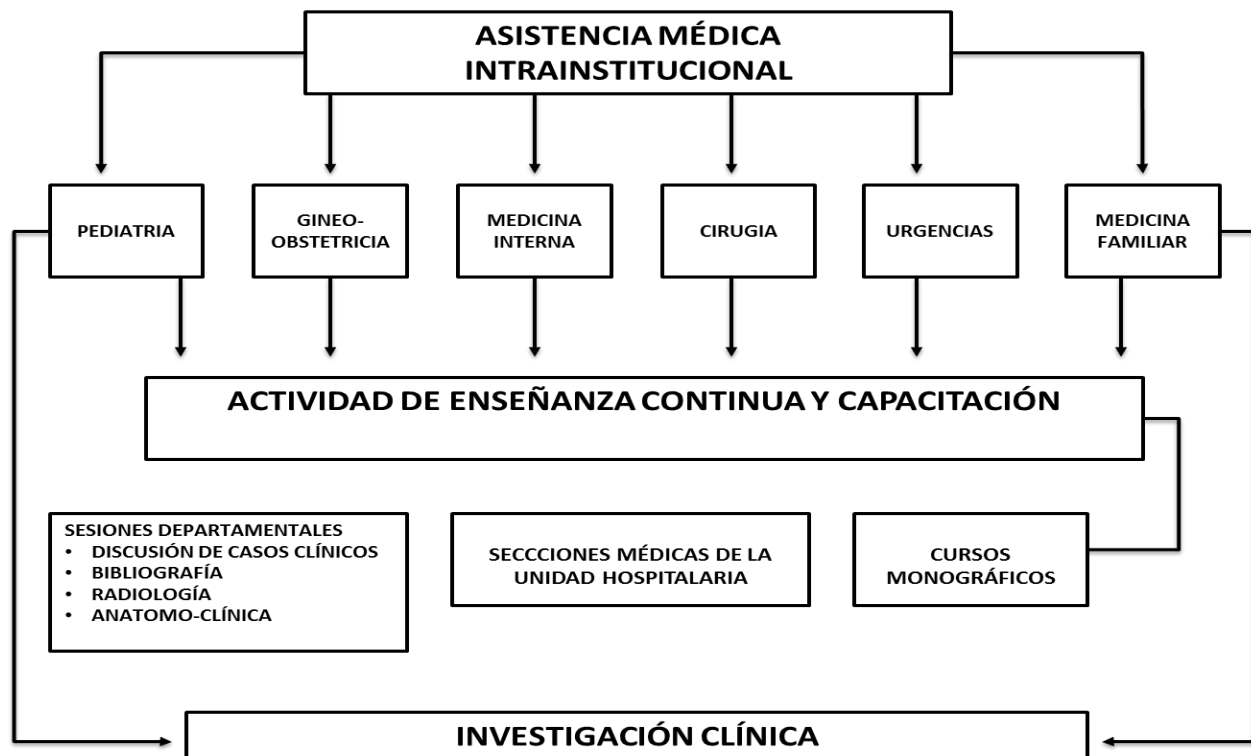 ASISTENCIA MÉDICA
INTRAINSTITUCIONAL
PEDIATRIA
GINEO-
OBSTETRICIA
MEDICINA
INTERNA
CIRUGIA
URGENCIAS
MEDICINA
FAMILIAR
ACTIVIDAD DE ENSEÑANZA CONTINUA Y CAPACITACIÓN
SESIONES DEPARTAMENTALES
• DISCUSIÓN DE CASOS CLÍNICOS
• BIBLIOGRAFÍA
• RADIOLOGÍA
• ANATOMO-CLÍNICA
SECCCIONES MÉDICAS DE LA
UNIDAD HOSPITALARIA
CURSOS
MONOGRÁFICOS
INVESTIGACIÓN CLÍNICA